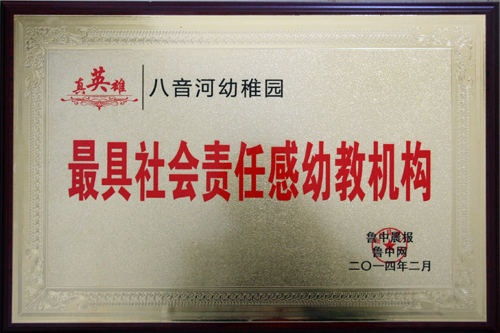 真英雄
八音河幼稚园
最具社会责任感幼教机构
鲁中晨报
鲁中网
二〇一四年二月